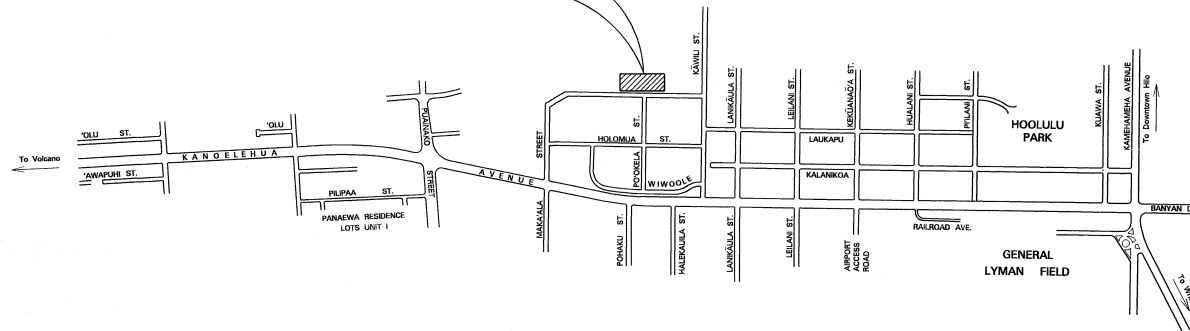 To Volcano
'OLU ST.
'AWAPUHI ST.
'OLU
KANOELEHUA
PILIPAA ST.
PANAEWA RESIDENCE
LOTS UNIT I
PUAINAKO
STREET
AVENUE
STREET
MAKA'ALA
HOLOMUA ST.
PO'OKELA ST.
WIWOOLE
POHAKU ST.
HALEKAUILA ST.
KĀWILI ST.
LANIKĀULA ST.
LANIKĀULA ST.
LEILANI ST.
LEILANI ST.
KEKŪANAŌ'A ST.
LAUKAPU
KALANIKOA
AIRPORT
ACCESS
ROAD
HUALANI ST.
PI'ILANI ST.
RAILROAD AVE.
HOOLULU
PARK
KUAWA ST.
KAMEHAMEHA AVENUE
To Downtown Hilo
BANYAN D
GENERAL
LYMAN FIELD
To